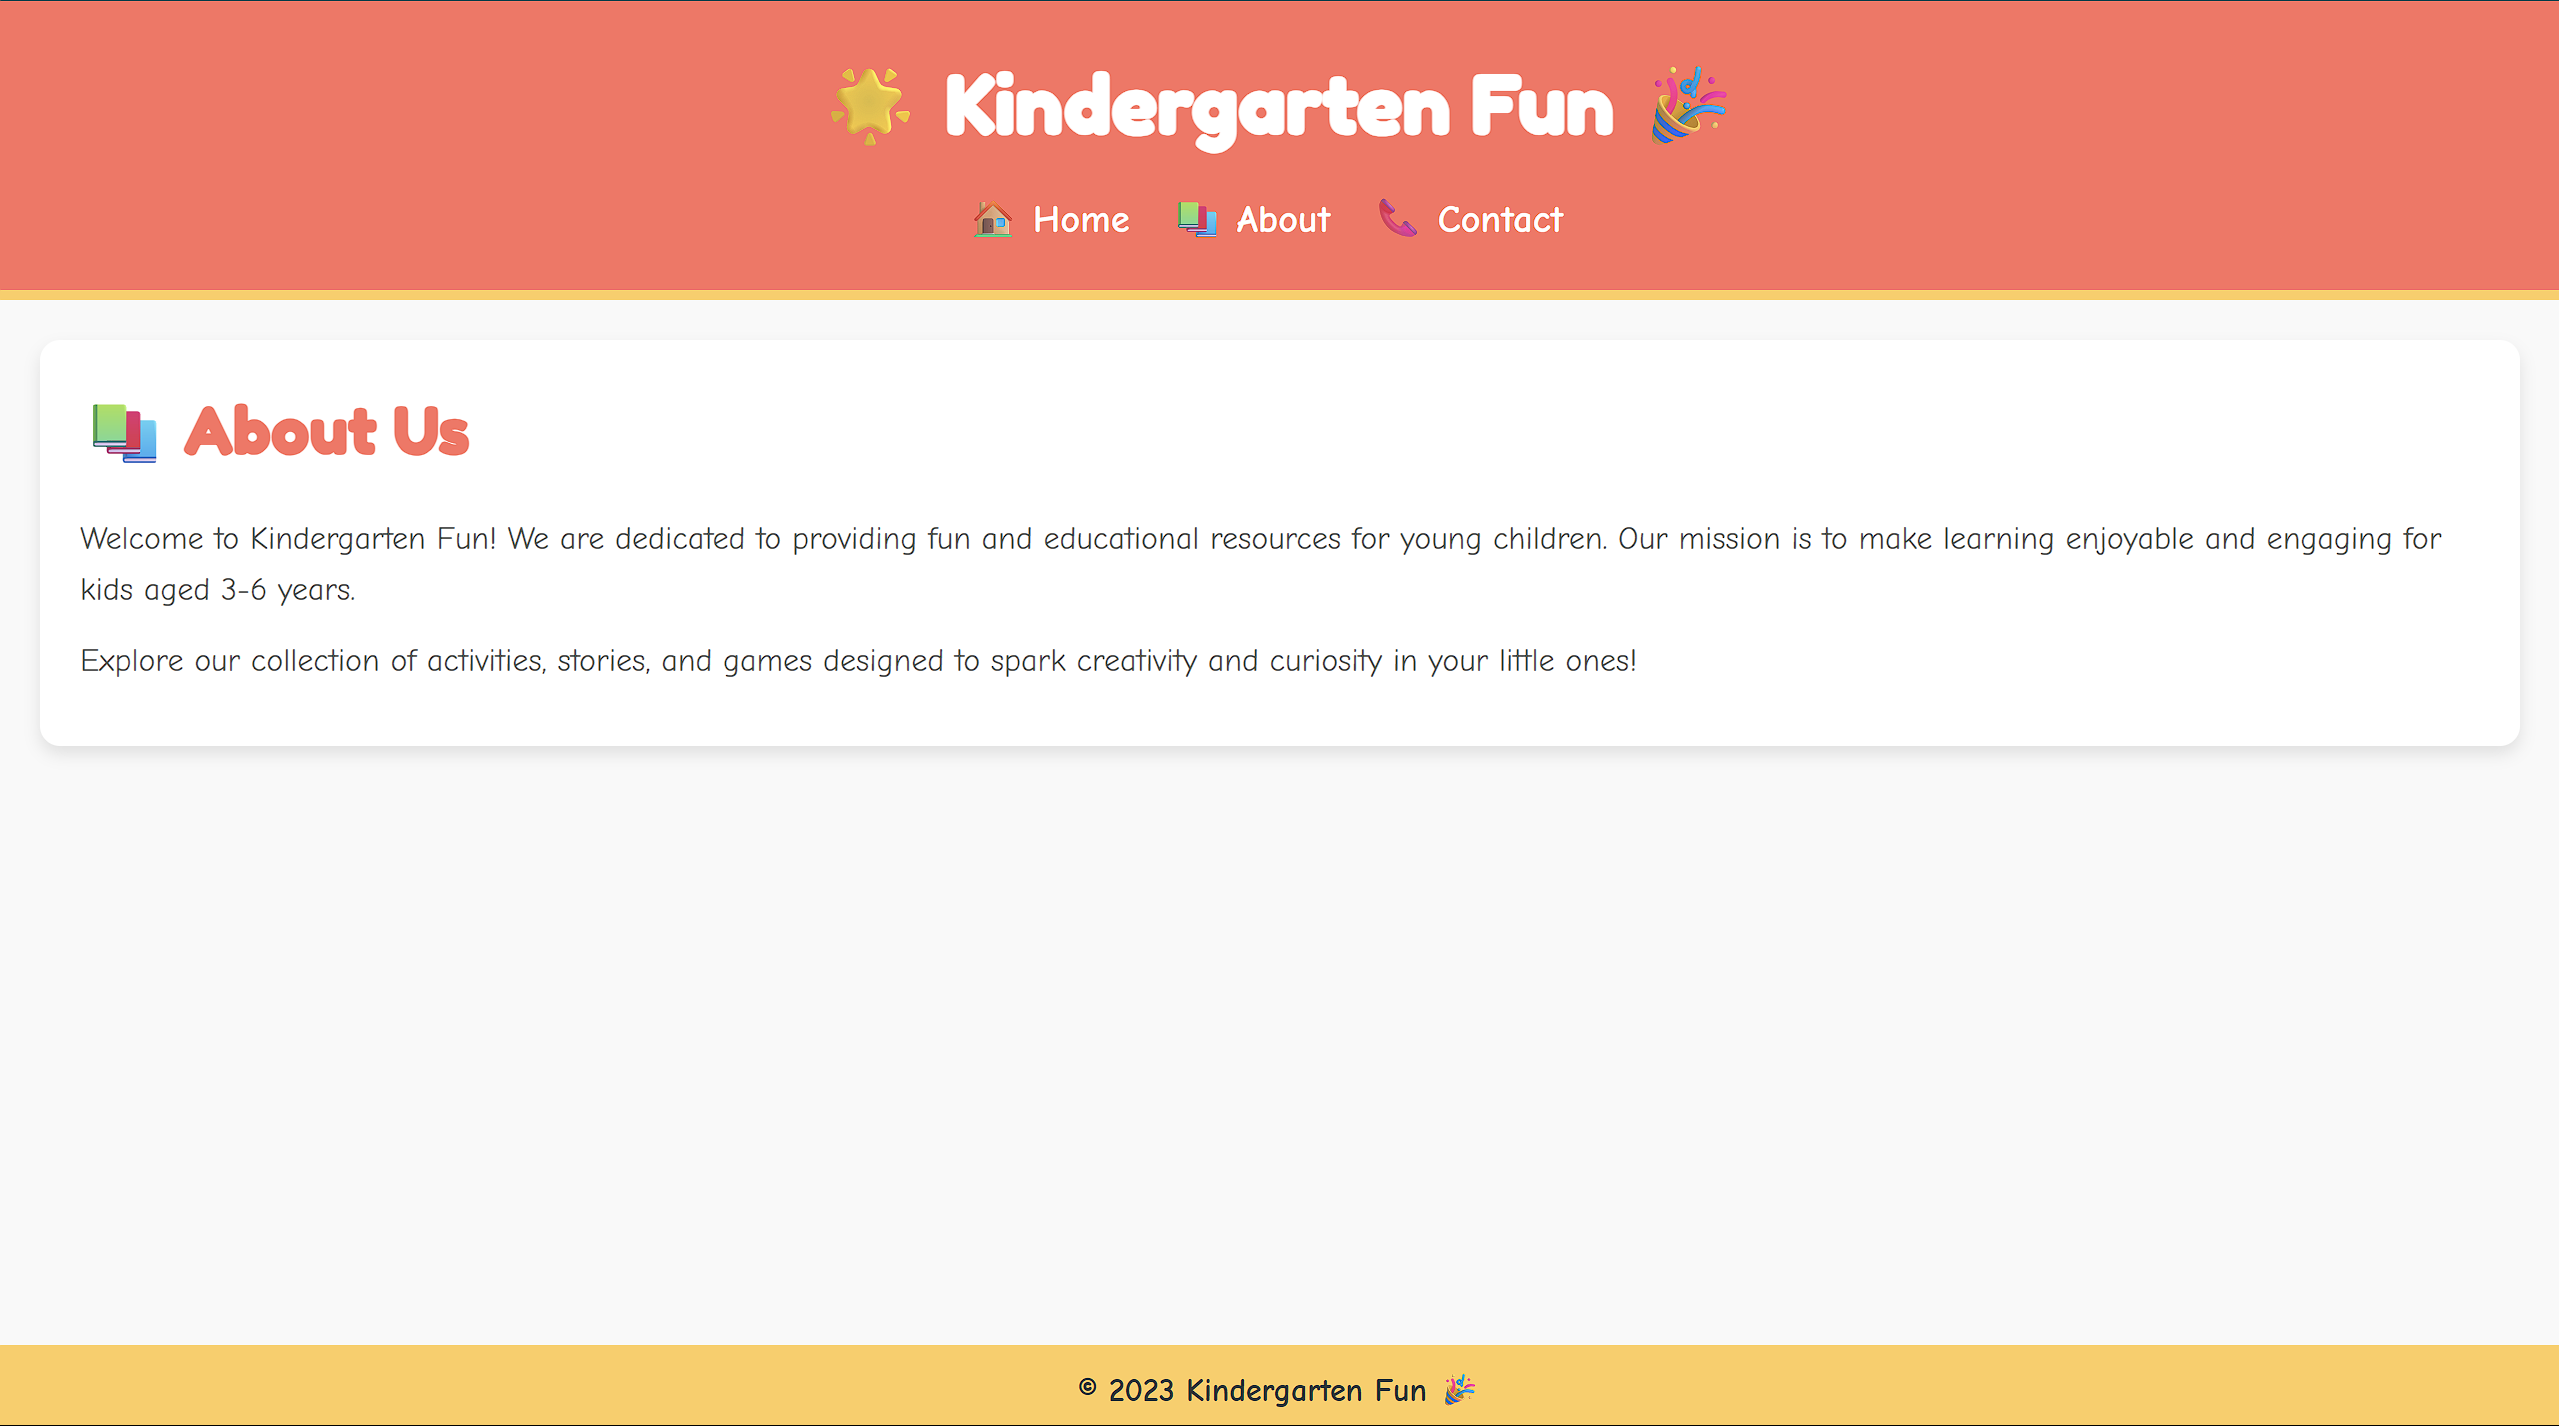 🌟 Kindergarten Fun 🎉
🏠 Home 📚 About 📞 Contact
📚 About Us
Welcome to Kindergarten Fun! We are dedicated to providing fun and educational resources for young children. Our mission is to make learning enjoyable and engaging for
kids aged 3-6 years.
Explore our collection of activities, stories, and games designed to spark creativity and curiosity in your little ones!
© 2023 Kindergarten Fun 🎉